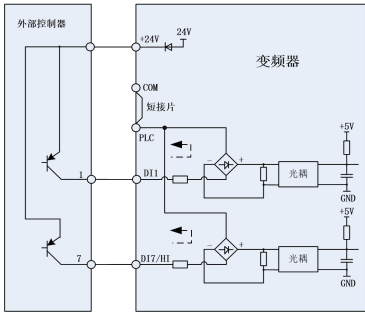 外部控制器
+24V
24V
变频器
COM
短接片
PLC
+5V
1
DI1
光耦
GND
+5V
7
DI7/HI
光耦
GND